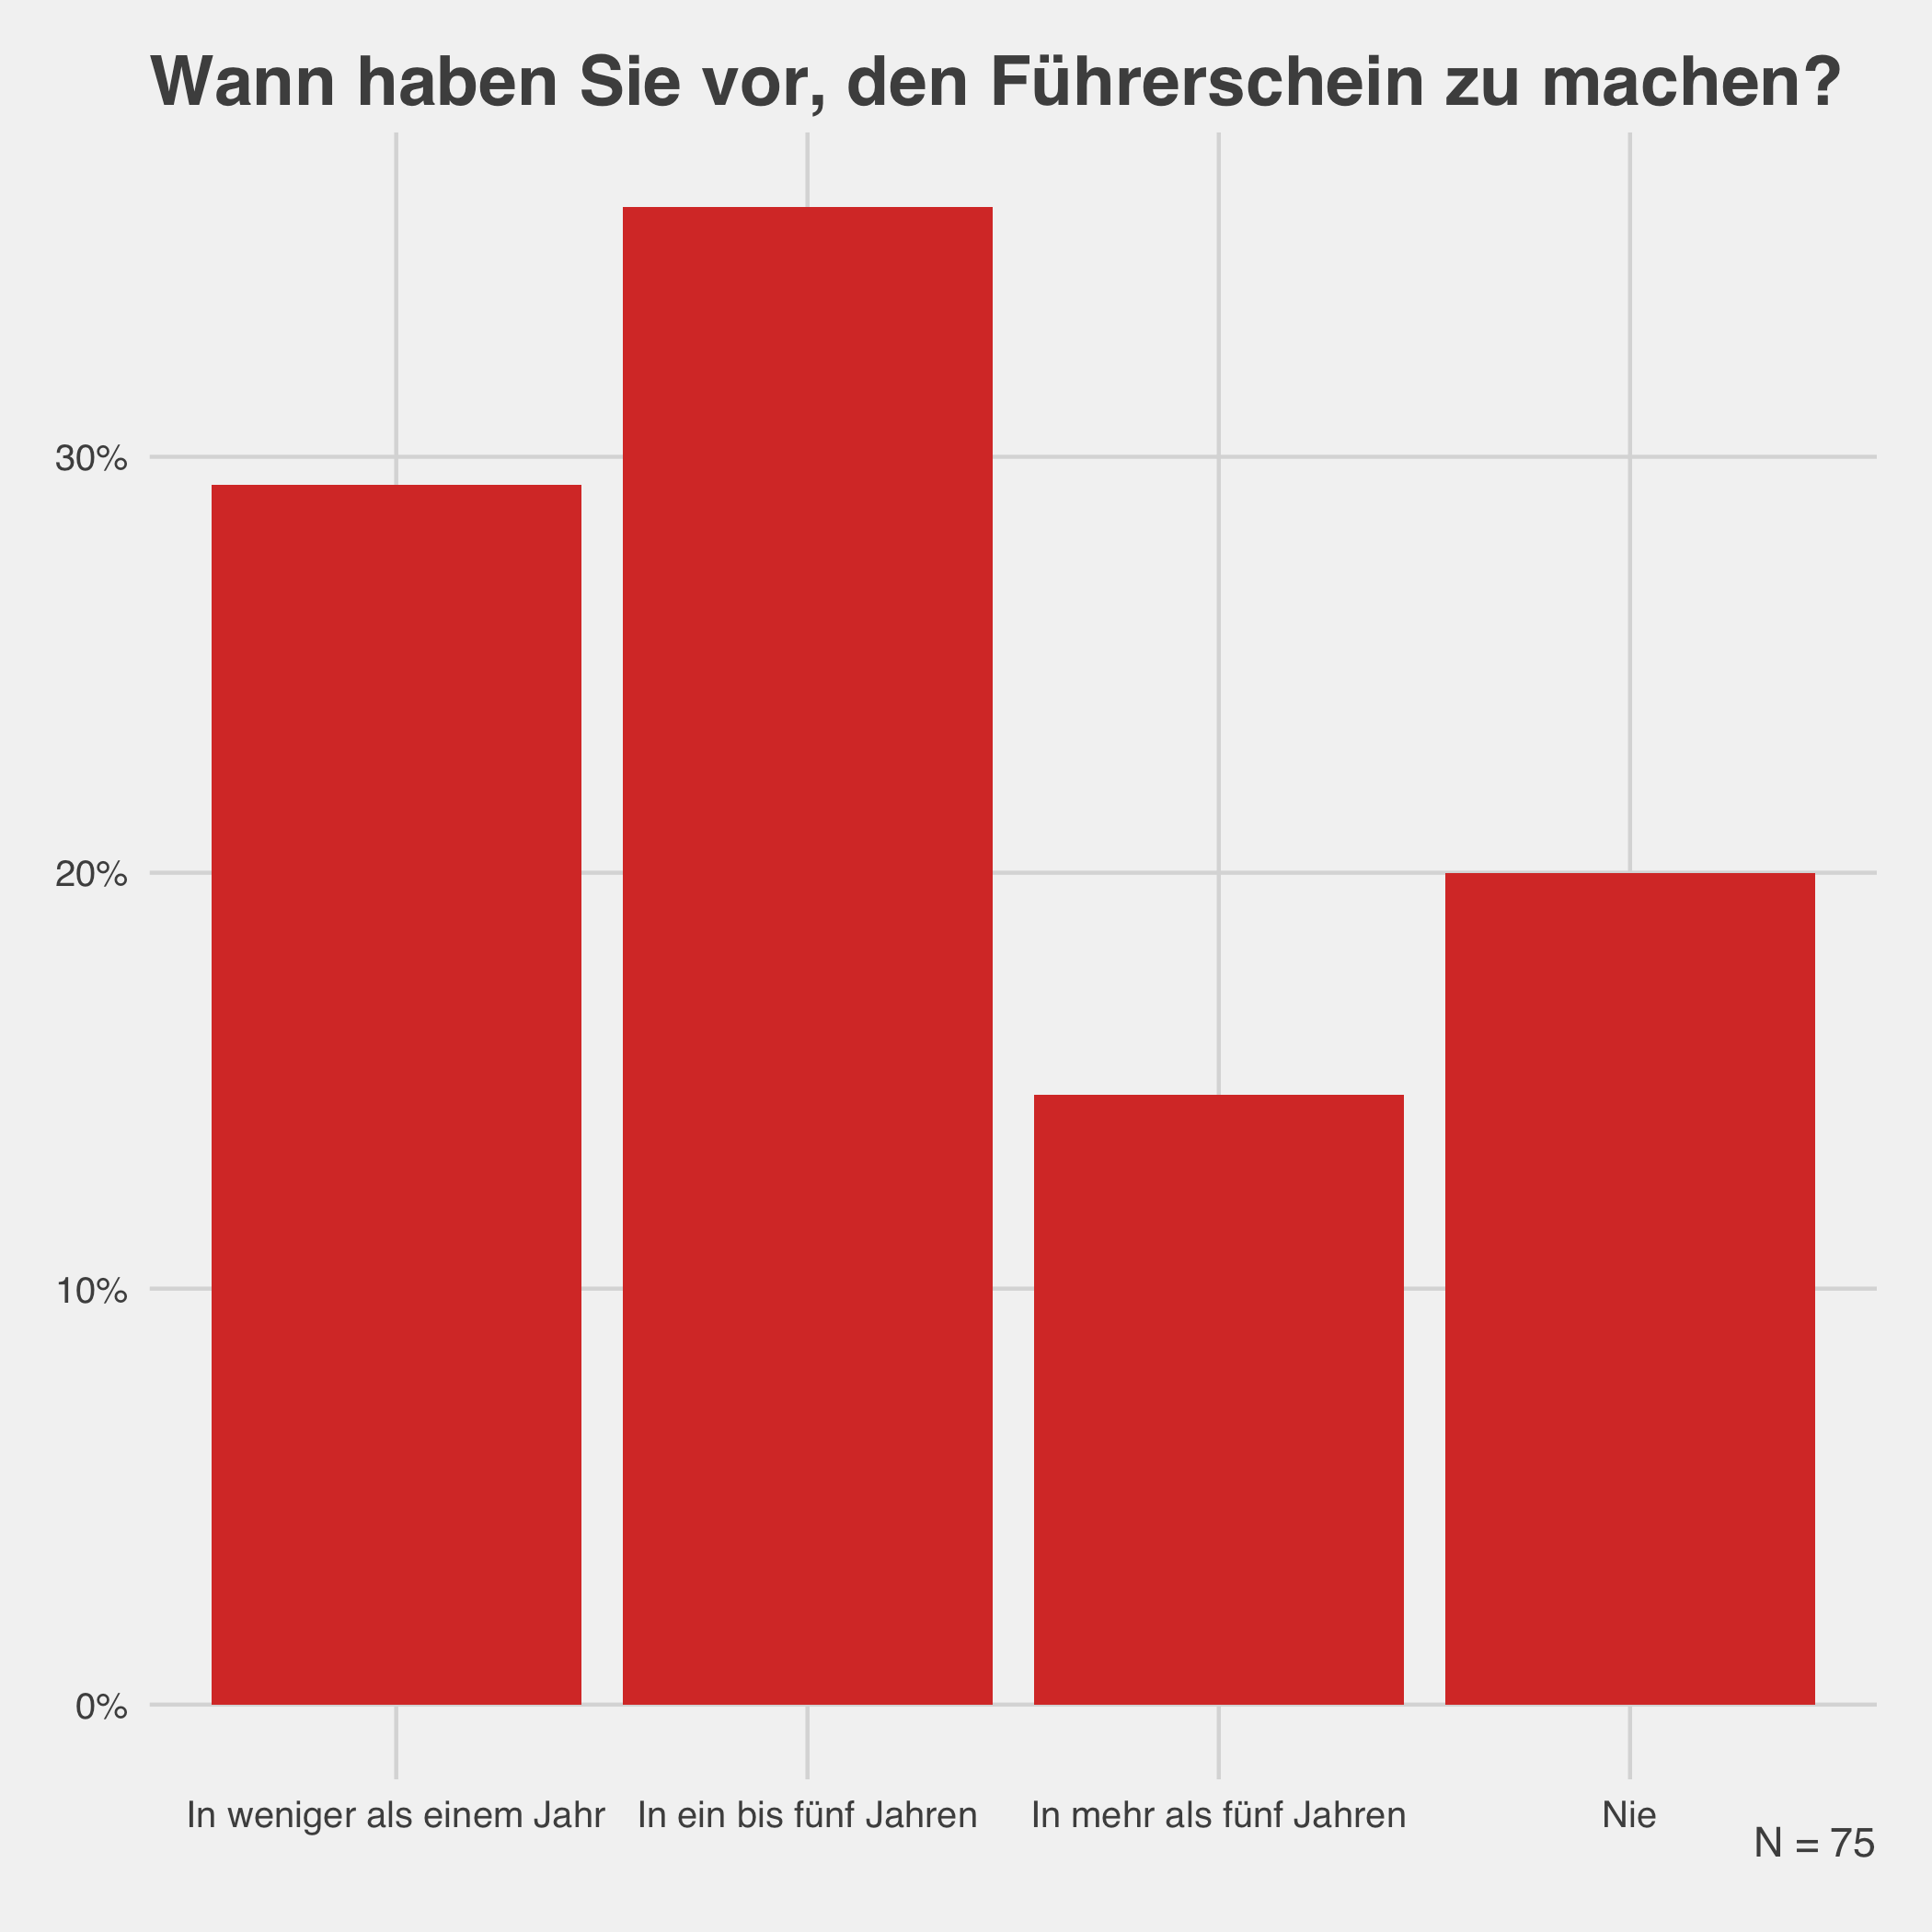 Wann haben Sie vor, den Führerschein zu machen?
30%
20%
10%
0%
In weniger als einem Jahr
In ein bis fünf Jahren
In mehr als fünf Jahren
Nie
N = 75